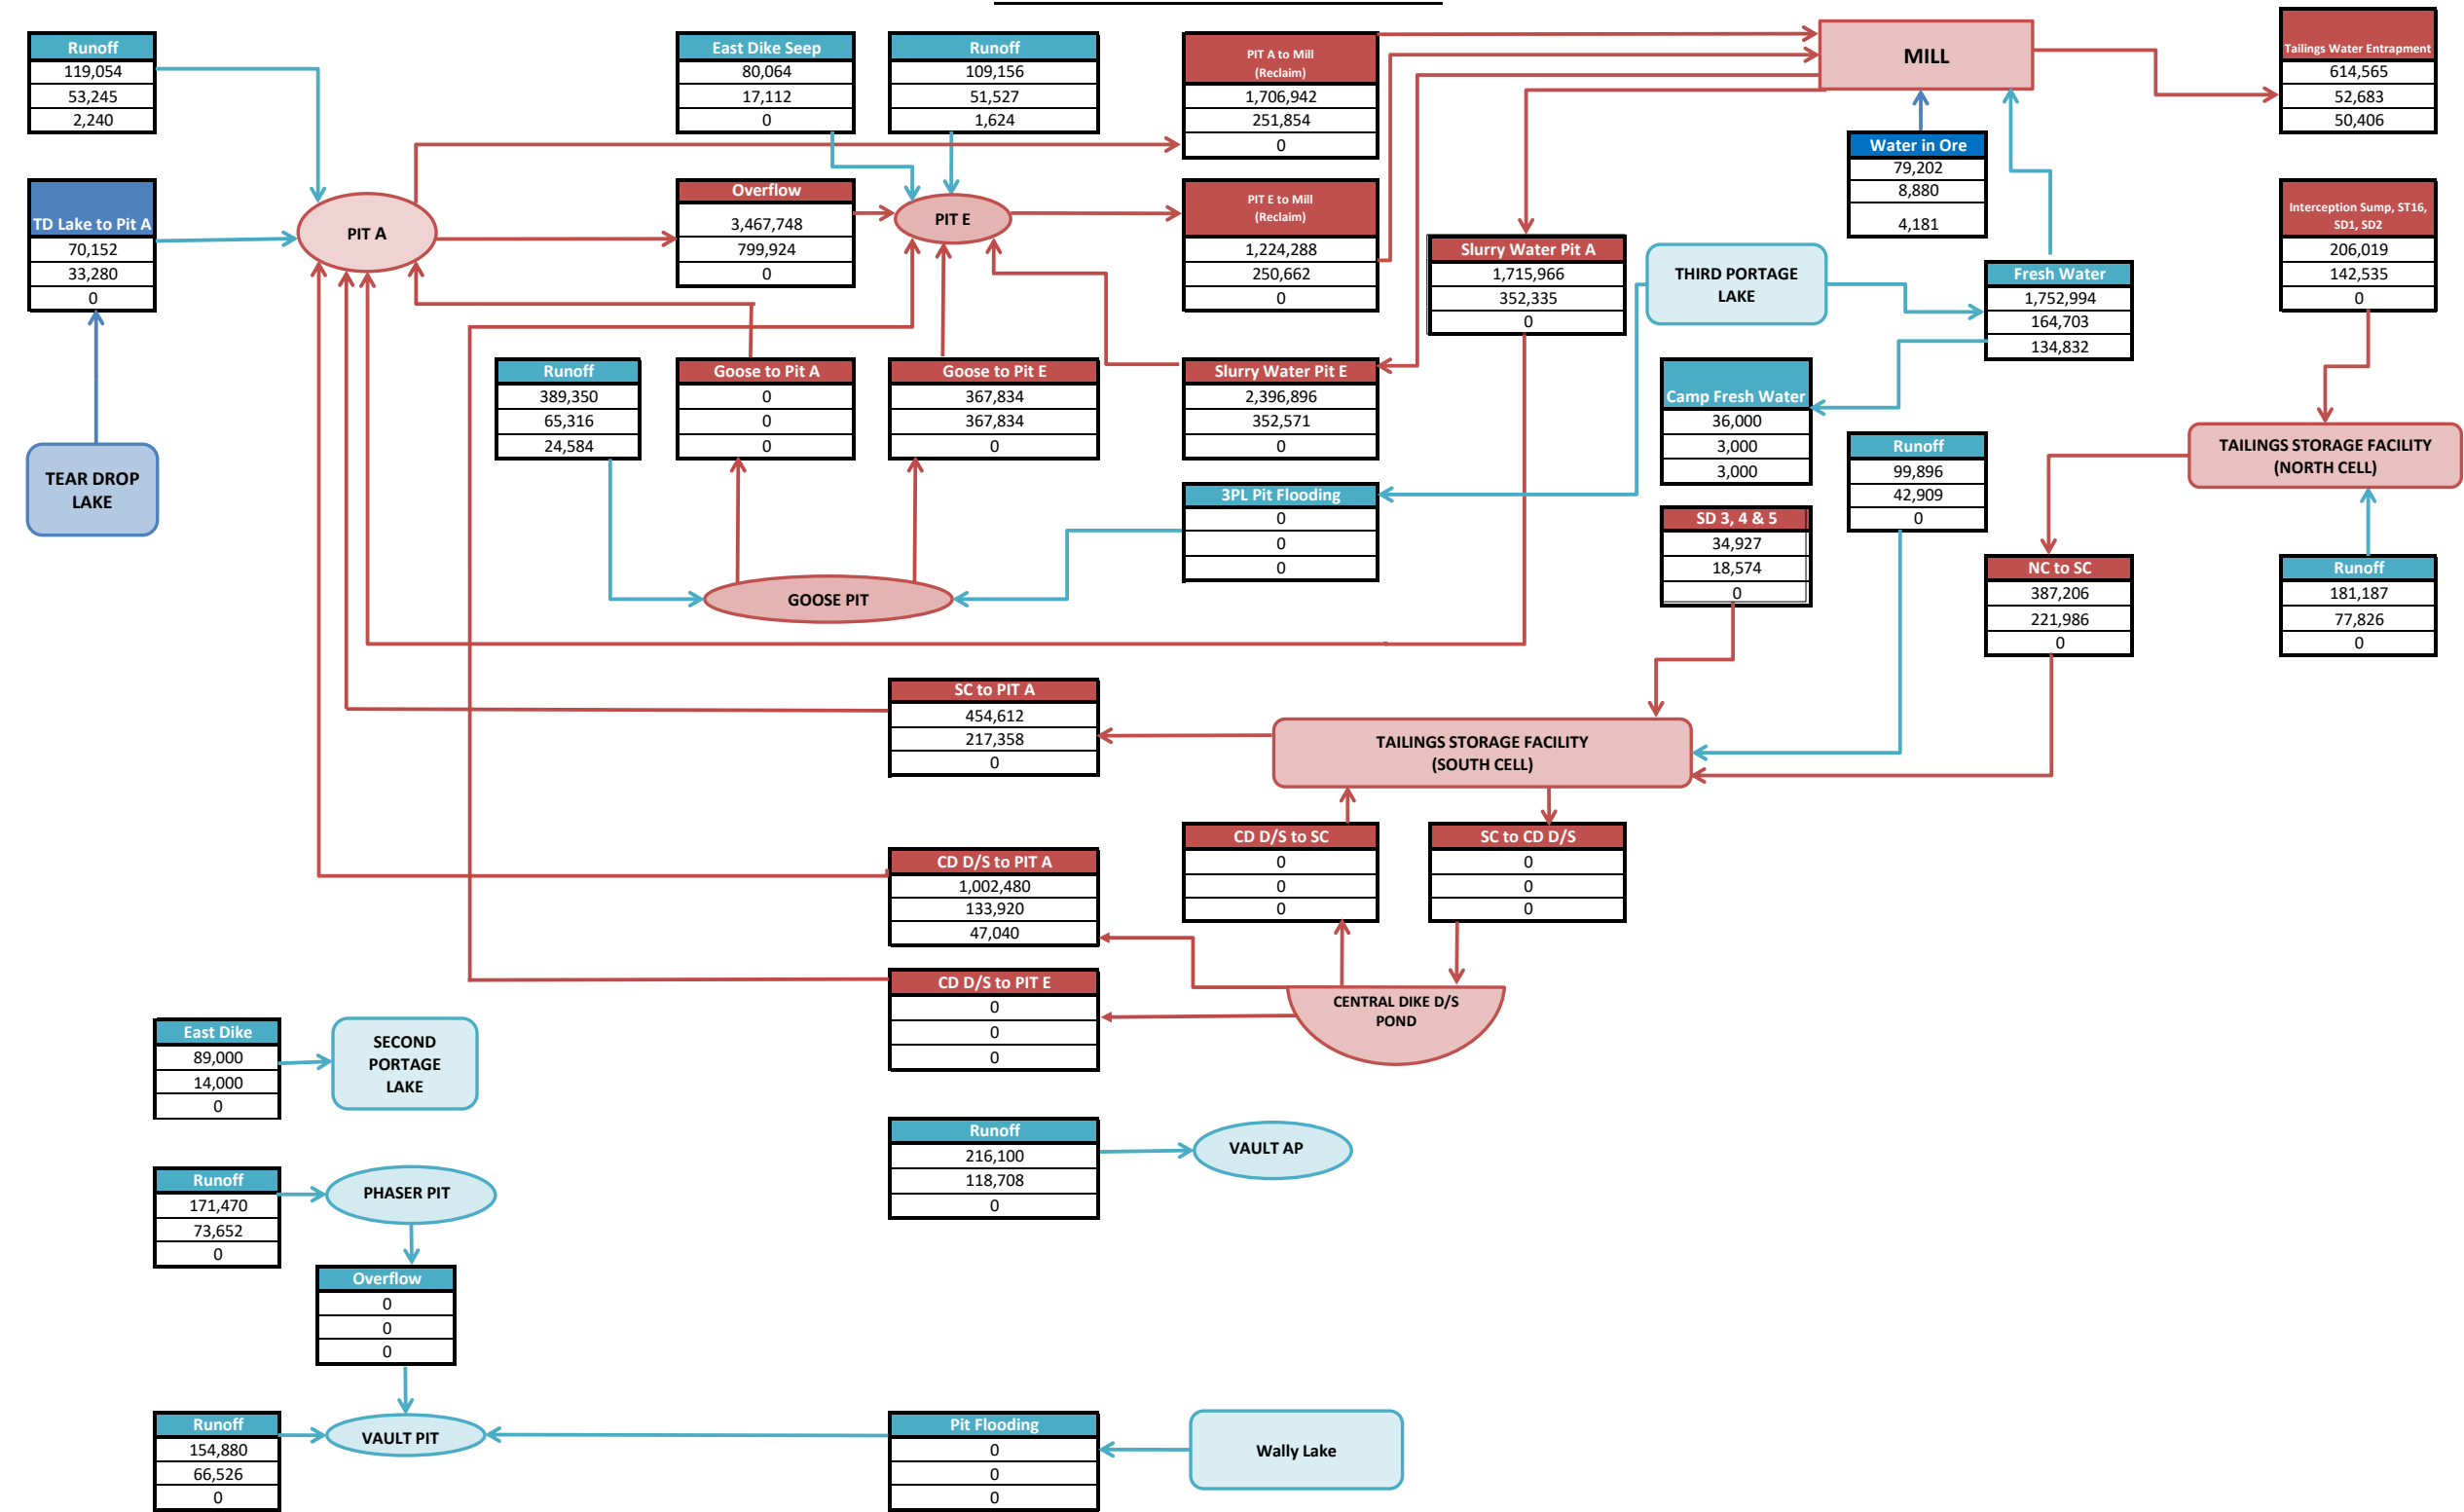 Runoff
119,054
53,245
2,240
East Dike Seep
80,064
17,112
0
Runoff
109,156
51,527
1,624
PIT A to Mill
(Reclaim)
1,706,942
251,854
0
MILL
Tailings Water Entrapment
614,565
52,683
50,406
Water in Ore
79,202
8,880
4,181
TD Lake to Pit A
70,152
33,280
0
PIT A
Overflow
3,467,748
799,924
0
PIT E
PIT E to Mill
(Reclaim)
1,224,288
250,662
0
Slurry Water Pit A
1,715,966
352,335
0
THIRD PORTAGE
LAKE
Fresh Water
1,752,994
164,703
134,832
Interception Sump, ST16,
SD1, SD2
206,019
142,535
0
Runoff
389,350
65,316
24,584
Goose to Pit A
0
0
0
Goose to Pit E
367,834
367,834
0
Slurry Water Pit E
2,396,896
352,571
0
Camp Fresh Water
36,000
3,000
3,000
Runoff
99,896
42,909
0
TAILINGS STORAGE FACILITY
(NORTH CELL)
TEAR DROP
LAKE
3PL Pit Flooding
0
0
0
SD 3, 4 & 5
34,927
18,574
0
NC to SC
387,206
221,986
0
Runoff
181,187
77,826
0
GOOSE PIT
SC to PIT A
454,612
217,358
0
TAILINGS STORAGE FACILITY
(SOUTH CELL)
CD D/S to PIT A
1,002,480
133,920
47,040
CD D/S to SC
0
0
0
SC to CD D/S
0
0
0
CD D/S to PIT E
0
0
0
CENTRAL DIKE D/S
POND
East Dike
89,000
14,000
0
SECOND
PORTAGE
LAKE
Runoff
216,100
118,708
0
VAULT AP
Runoff
171,470
73,652
0
PHASER PIT
Overflow
0
0
0
Runoff
154,880
66,526
0
VAULT PIT
Pit Flooding
0
0
0
Wally Lake